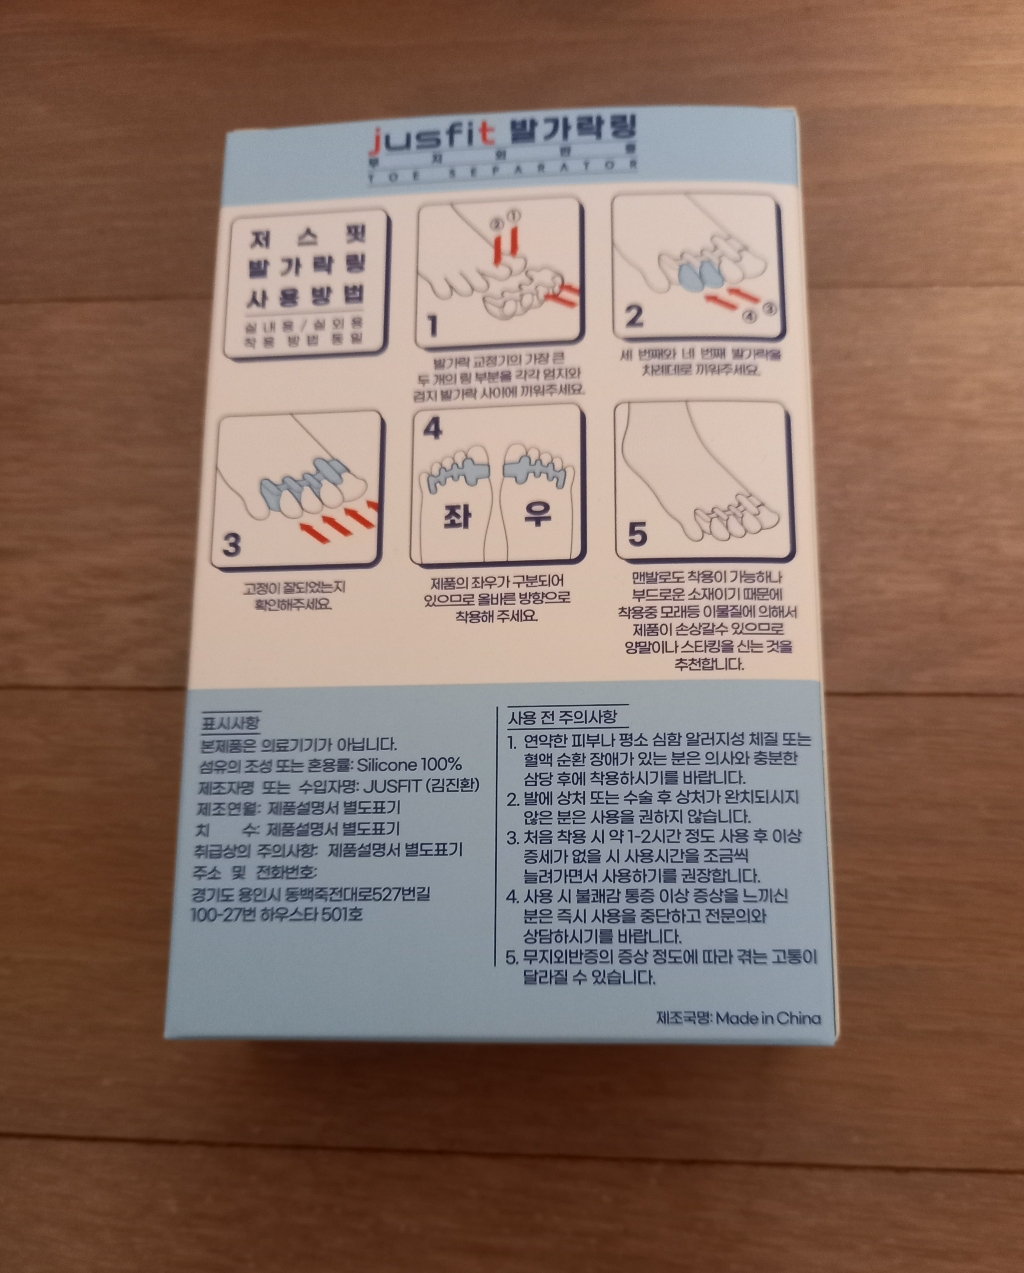 jusfit 발가락링
무지외반증
TOE SEPARATOR
저스핏
발가락링
사용방법
실내용/실외용
착용 방법 동일
② ①
1
발가락 교정기의 가장 큰
두 개의 링 부분을 각각 엄지와
검지 발가락 사이에 끼워주세요.
2
④ ③
세 번째와 네 번째 발가락을
차례대로 끼워주세요.
3
고정이 잘되었는지
확인해주세요.
4
좌 우
제품의 좌우가 구분되어
있으므로 올바른 방향으로
착용해 주세요.
5
맨발로도 착용이 가능하나
부드로운 소재이기 때문에
착용중 모래등 이물질에 의해서
제품이 손상갈수 있으므로
양말이나 스타킹을 신는 것을
추천합니다.
표시사항
본제품은 의료기기가 아닙니다.
섬유의 조성 또는 혼용률: Silicone 100%
제조자명 또는 수입자명: JUSFIT (김진환)
제조연월: 제품설명서 별도표기
치 수: 제품설명서 별도표기
취급상의 주의사항: 제품설명서 별도표기
주소 및 전화번호:
경기도 용인시 동백죽전대로527번길
100-27번 하우스타 501호
사용 전 주의사항
1. 연약한 피부나 평소 심함 알러지성 체질 또는
혈액 순환 장애가 있는 분은 의사와 충분한
삼담 후에 착용하시기를 바랍니다.
2. 발에 상처 또는 수술 후 상처가 완치되시지
않은 분은 사용을 권하지 않습니다.
3. 처음 착용 시 약 1-2시간 정도 사용 후 이상
증세가 없을 시 사용시간을 조금씩
늘려가면서 사용하기를 권장합니다.
4. 사용 시 불쾌감 통증 이상 증상을 느끼신
분은 즉시 사용을 중단하고 전문의와
상담하시기를 바랍니다.
5. 무지외반증의 증상 정도에 따라 겪는 고통이
달라질 수 있습니다.
제조국명: Made in China